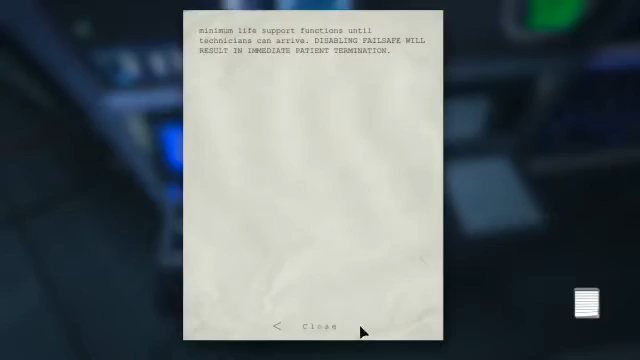 minimum life support functions until
technicians can arrive. DISABLING FAILSAFE WILL
RESULT IN IMMEDIATE PATIENT TERMINATION.
< Close